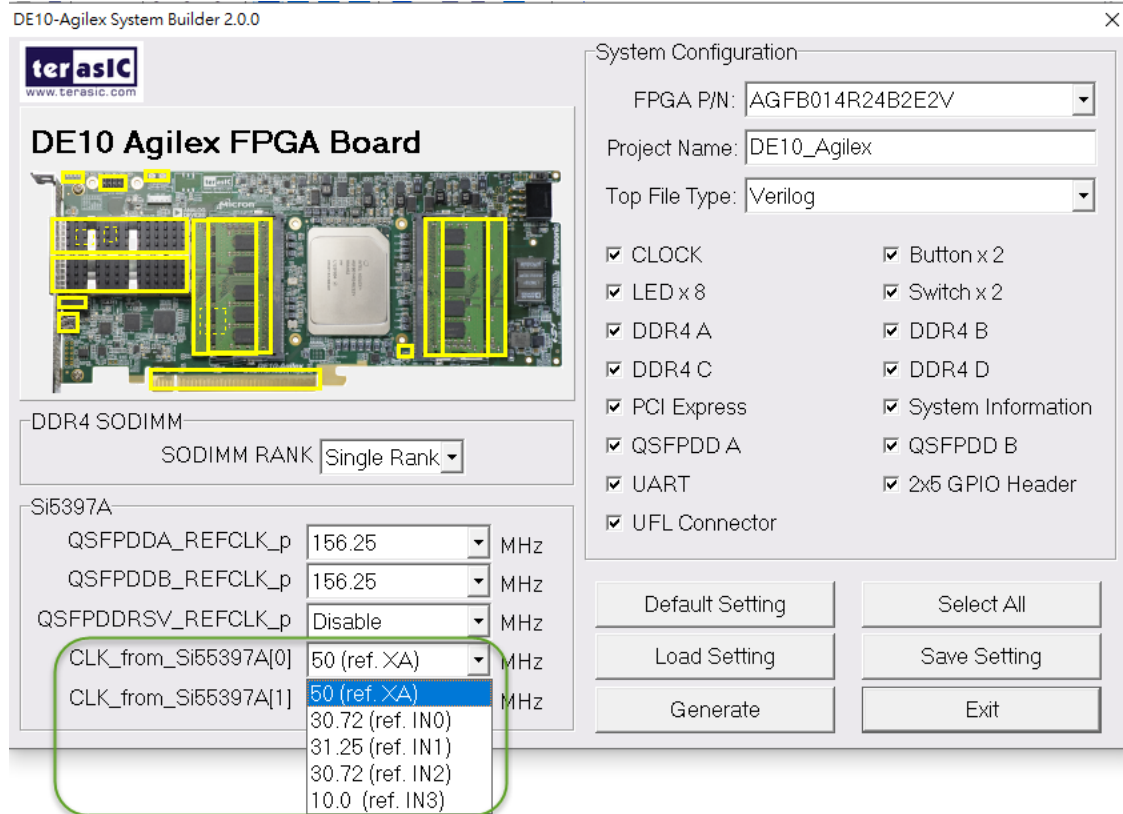 DE10-Agilex System Builder 2.0.0
terasIC
www.terasic.com
DE10 Agilex FPGA Board
Micron
Panasonic
DDR4 SODIMM
SODIMM RANK Single Rank
Si5397A
QSFPDDA_REFCLK_p 156.25 MHz
QSFPDDB_REFCLK_p 156.25 MHz
QSFPDDRSV_REFCLK_p Disable MHz
CLK_from_Si55397A[0] 50 (ref. XA) MHz
CLK_from_Si55397A[1] MHz
50 (ref. XA)
30.72 (ref. IN0)
31.25 (ref. IN1)
30.72 (ref. IN2)
10.0 (ref. IN3)
System Configuration
FPGA P/N: AGFB014R24B2E2V
Project Name: DE10_Agilex
Top File Type: Verilog
CLOCK Button x 2
LED x 8 Switch x 2
DDR4 A DDR4 B
DDR4 C DDR4 D
PCI Express System Information
QSFPDD A QSFPDD B
UART 2x5 GPIO Header
UFL Connector
Default Setting Select All
Load Setting Save Setting
Generate Exit